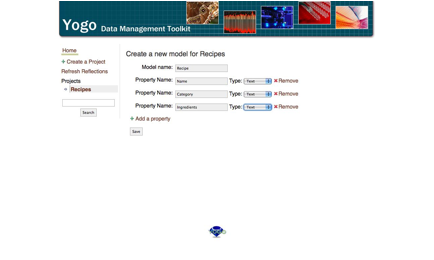 Yogo Data Management Toolkit
Home
Create a Project
Refresh Reflections
Projects
Recipes
Search
Create a new model for Recipes
Model name: Recipe
Property Name: Name Type: Text Remove
Property Name: Category Type: Text Remove
Property Name: Ingredients Type: Text Remove
Add a property
Save